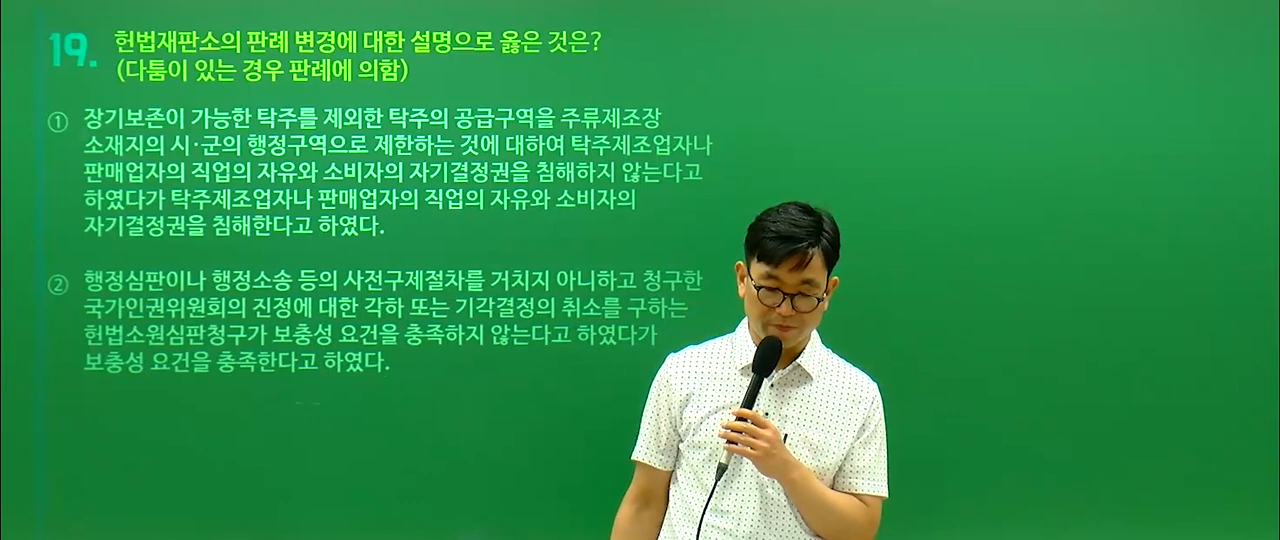 19. 헌법재판소의 판례 변경에 대한 설명으로 옳은 것은?
(다툼이 있는 경우 판례에 의함)
① 장기보존이 가능한 탁주를 제외한 탁주의 공급구역을 주류제조장
소재지의 시·군의 행정구역으로 제한하는 것에 대하여 탁주제조업자나
판매업자의 직업의 자유와 소비자의 자기결정권을 침해하지 않는다고
하였다가 탁주제조업자나 판매업자의 직업의 자유와 소비자의
자기결정권을 침해한다고 하였다.
② 행정심판이나 행정소송 등의 사전구제절차를 거치지 아니하고 청구한
국가인권위원회의 진정에 대한 각하 또는 기각결정의 취소를 구하는
헌법소원심판청구가 보충성 요건을 충족하지 않는다고 하였다가
보충성 요건을 충족한다고 하였다.